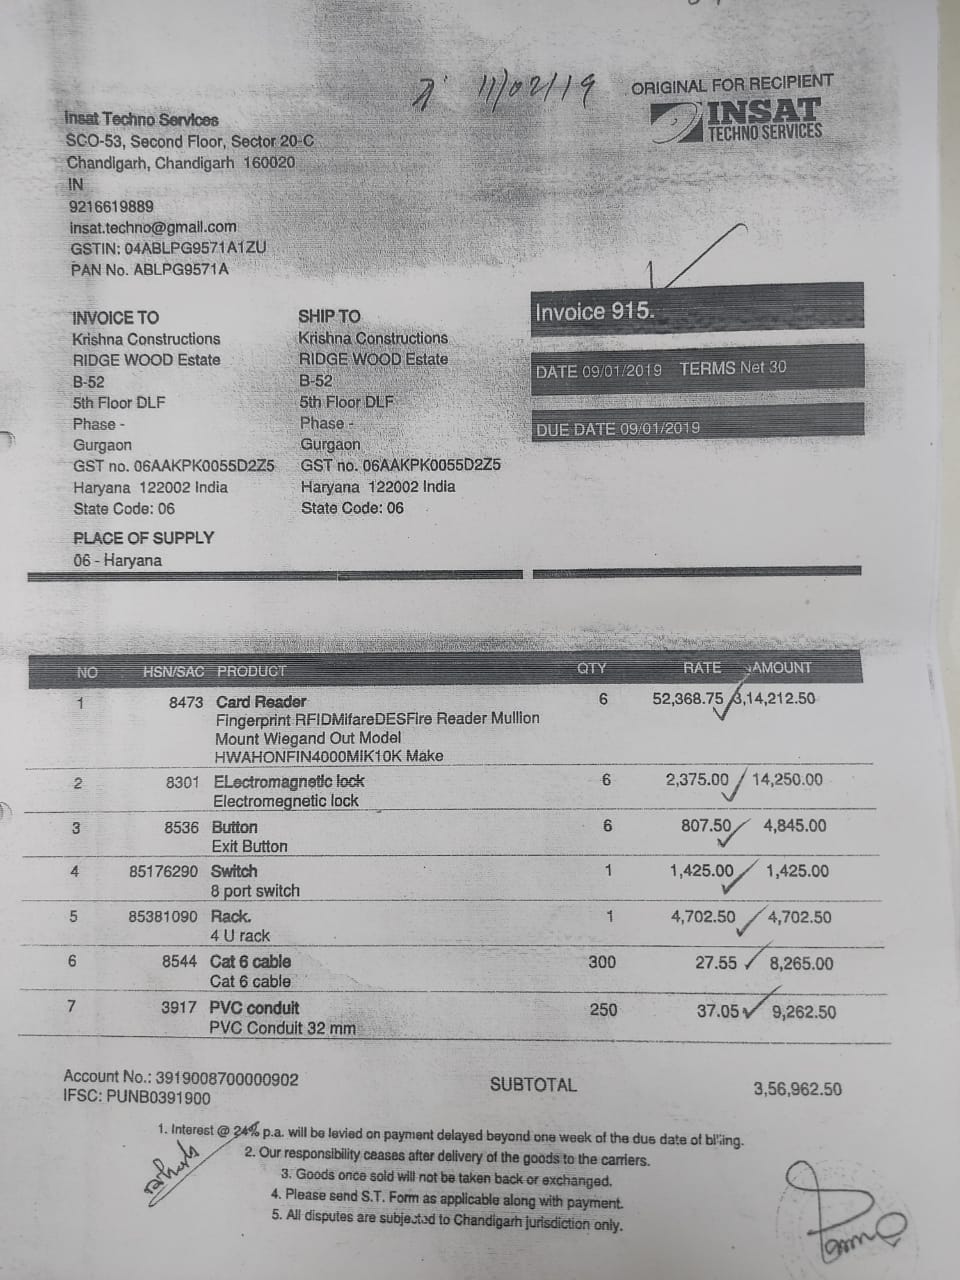 11/02/19
ORIGINAL FOR RECIPIENT
INSAT
TECHNO SERVICES
Insat Techno Services
SCO-53, Second Floor, Sector 20-C
Chandigarh, Chandigarh 160020
IN
9216619889
insat.techno@gmail.com
GSTIN: 04ABLPG9571A1ZU
PAN No. ABLPG9571A
INVOICE TO
Krishna Constructions
RIDGE WOOD Estate
B-52
5th Floor DLF
Phase -
Gurgaon
GST no. 06AAKPK0055D2Z5
Haryana 122002 India
State Code: 06
SHIP TO
Krishna Constructions
RIDGE WOOD Estate
B-52
5th Floor DLF
Phase -
Gurgaon
GST no. 06AAKPK0055D2Z5
Haryana 122002 India
State Code: 06
Invoice 915.
DATE 09/01/2019 TERMS Net 30
DUE DATE 09/01/2019
PLACE OF SUPPLY
06 - Haryana
NO HSN/SAC PRODUCT QTY RATE AMOUNT
1 8473 Card Reader 6 52,368.75 3,14,212.50
Fingerprint RFIDMifareDESFire Reader Mullion
Mount Wiegand Out Model
HWAHONFIN4000MIK10K Make
2 8301 ELectromagnetic lock 6 2,375.00 14,250.00
Electromegnetic lock
3 8536 Button 6 807.50 4,845.00
Exit Button
4 85176290 Switch 1 1,425.00 1,425.00
8 port switch
5 85381090 Rack. 1 4,702.50 4,702.50
4 U rack
6 8544 Cat 6 cable 300 27.55 8,265.00
Cat 6 cable
7 3917 PVC conduit 250 37.05 9,262.50
PVC Conduit 32 mm
Account No.: 3919008700000902
IFSC: PUNB0391900
SUBTOTAL 3,56,962.50
1. Interest @ 24% p.a. will be levied on payment delayed beyond one week of the due date of billing.
2. Our responsibility ceases after delivery of the goods to the carriers.
3. Goods once sold will not be taken back or exchanged.
4. Please send S.T. Form as applicable along with payment.
5. All disputes are subjected to Chandigarh jurisdiction only.